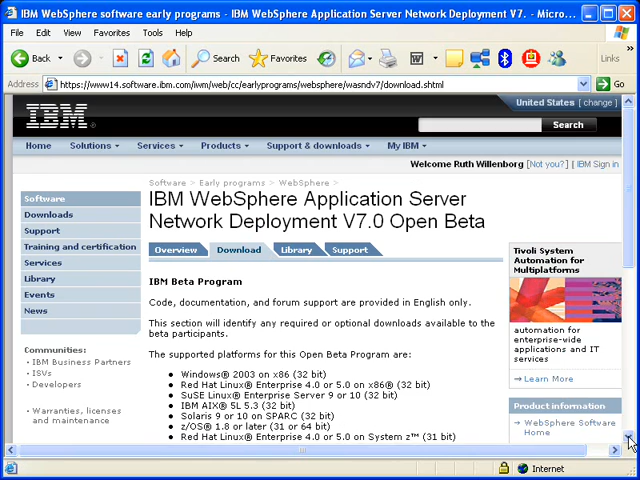 IBM WebSphere software early programs - IBM WebSphere Application Server Network Deployment V7. - Micro...
File Edit View Favorites Tools Help
Back Search Favorites Links
Address https://www14.software.ibm.com/iwm/web/cc/earlyprograms/websphere/wasndv7/download.shtml Go
United States [ change ]
IBM® Search
Home Solutions Services Products Support & downloads My IBM
Welcome Ruth Willenborg [Not you?] [IBM Sign in
Software > Early programs > WebSphere >
IBM WebSphere Application Server
Network Deployment V7.0 Open Beta
Overview Download Library Support
Software
Downloads
Support
Training and certification
Services
Library
Events
News
Communities:
· IBM Business Partners
· ISVs
· Developers
· Warranties, licenses
and maintenance
IBM Beta Program
Code, documentation, and forum support are provided in English only.
This section will identify any required or optional downloads available to the
beta participants.
The supported platforms for this Open Beta Program are:
• Windows® 2003 on x86 (32 bit)
• Red Hat Linux® Enterprise 4.0 or 5.0 on x86® (32 bit)
• SuSE Linux® Enterprise Server 9 or 10 (32 bit)
• IBM AIX® 5L 5.3 (32 bit)
• Solaris 9 or 10 on SPARC (32 bit)
• z/OS® 1.8 or later (31 or 64 bit)
• Red Hat Linux® Enterprise 4.0 or 5.0 on System z™ (31 bit)
Tivoli System
Automation for
Multiplatforms
automation for
enterprise-wide
applications and IT
services
→ Learn More
Product information
→ WebSphere Software
Home
Internet